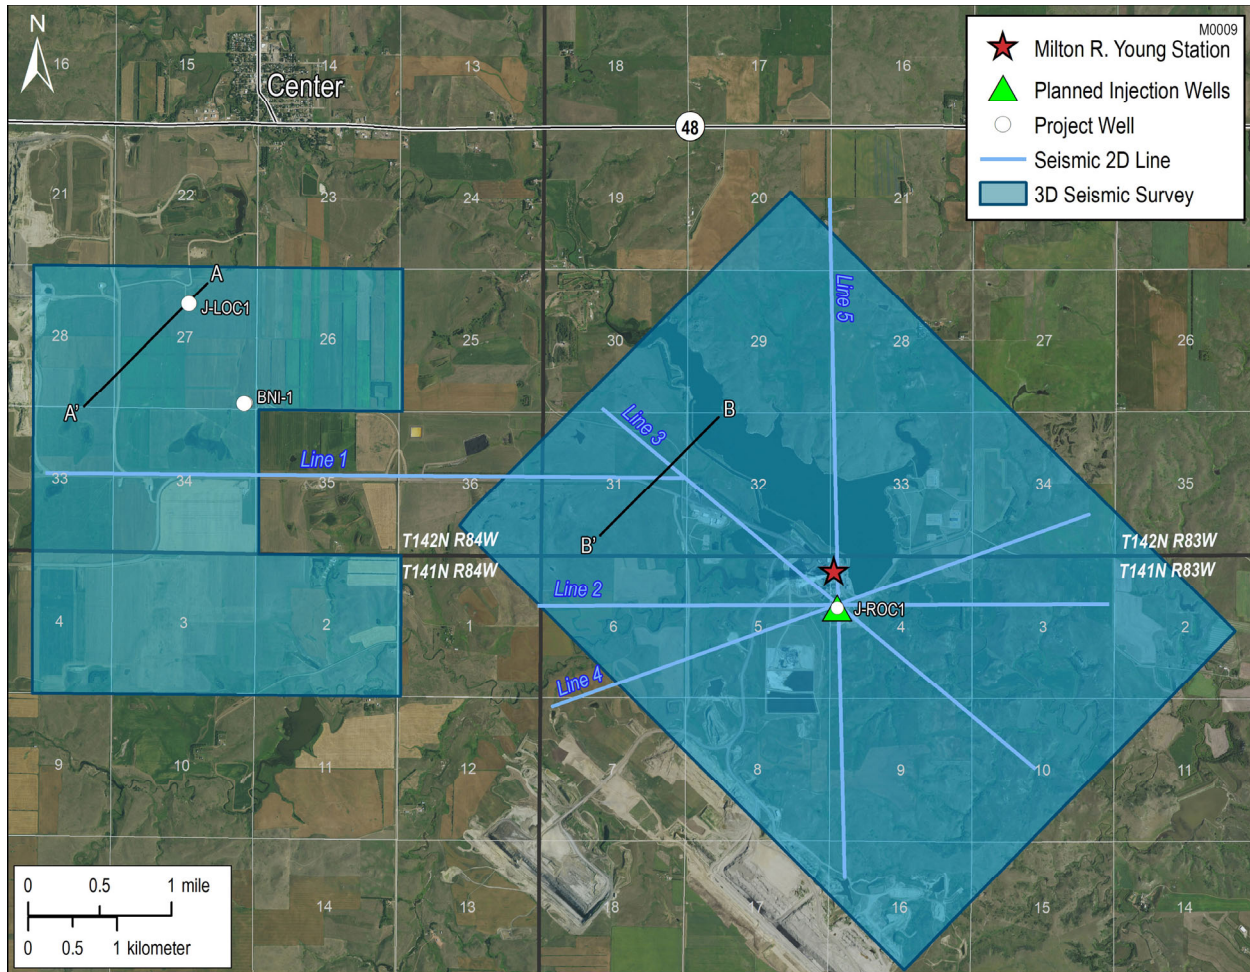 N
M0009
Milton R. Young Station
Planned Injection Wells
Project Well
Seismic 2D Line
3D Seismic Survey
16 15 14 13 18 17 16
Center
48
21 22 23 24 19 20 21
A
J-LOC1
Line 5
28 27 26 25 30 29 28 27 26
A'
BNI-1
B
Line 3
Line 1
33 34 35 36 31 32 33 34 35
B'
T142N R84W T142N R83W
T141N R84W T141N R83W
Line 2
J-ROC1
4 3 2 1 6 5 4 3 2
Line 4
9 10 11 12 7 8 9 10 11
0 0.5 1 mile
0 0.5 1 kilometer
14 13 18 17 16 15 14